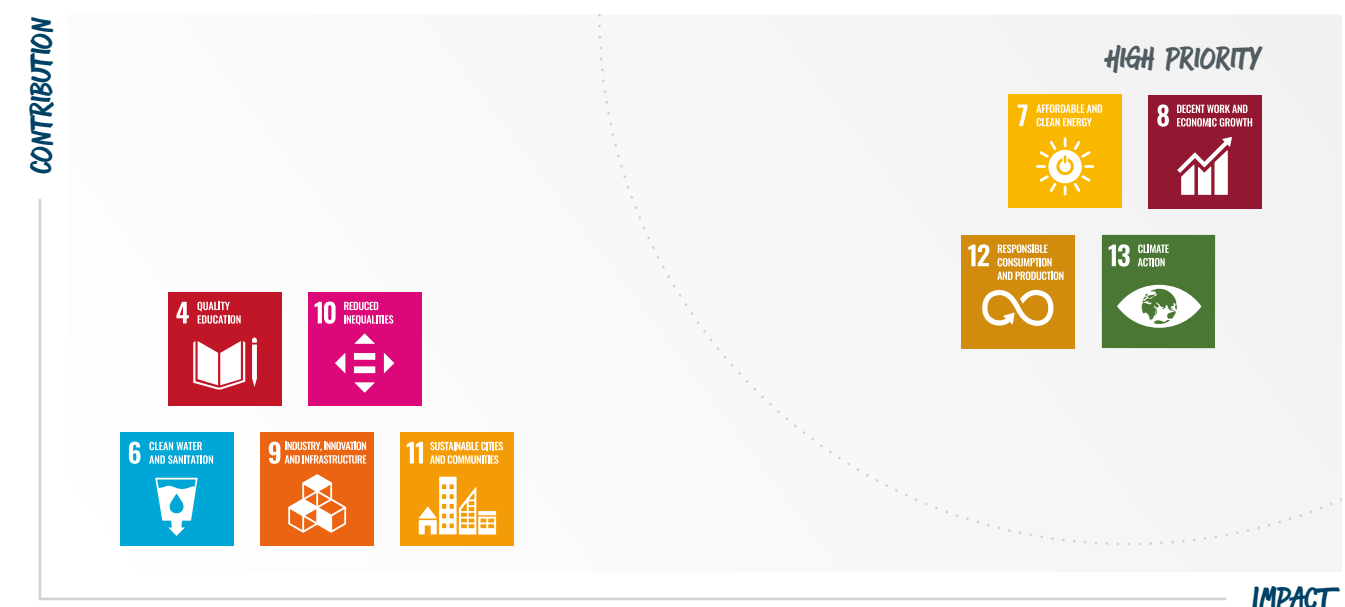 CONTRIBUTION
HIGH PRIORITY
7 AFFORDABLE AND
CLEAN ENERGY
8 DECENT WORK AND
ECONOMIC GROWTH
12 RESPONSIBLE
CONSUMPTION
AND PRODUCTION
13 CLIMATE
ACTION
4 QUALITY
EDUCATION
10 REDUCED
INEQUALITIES
6 CLEAN WATER
AND SANITATION
9 INDUSTRY, INNOVATION
AND INFRASTRUCTURE
11 SUSTAINABLE CITIES
AND COMMUNITIES
IMPACT